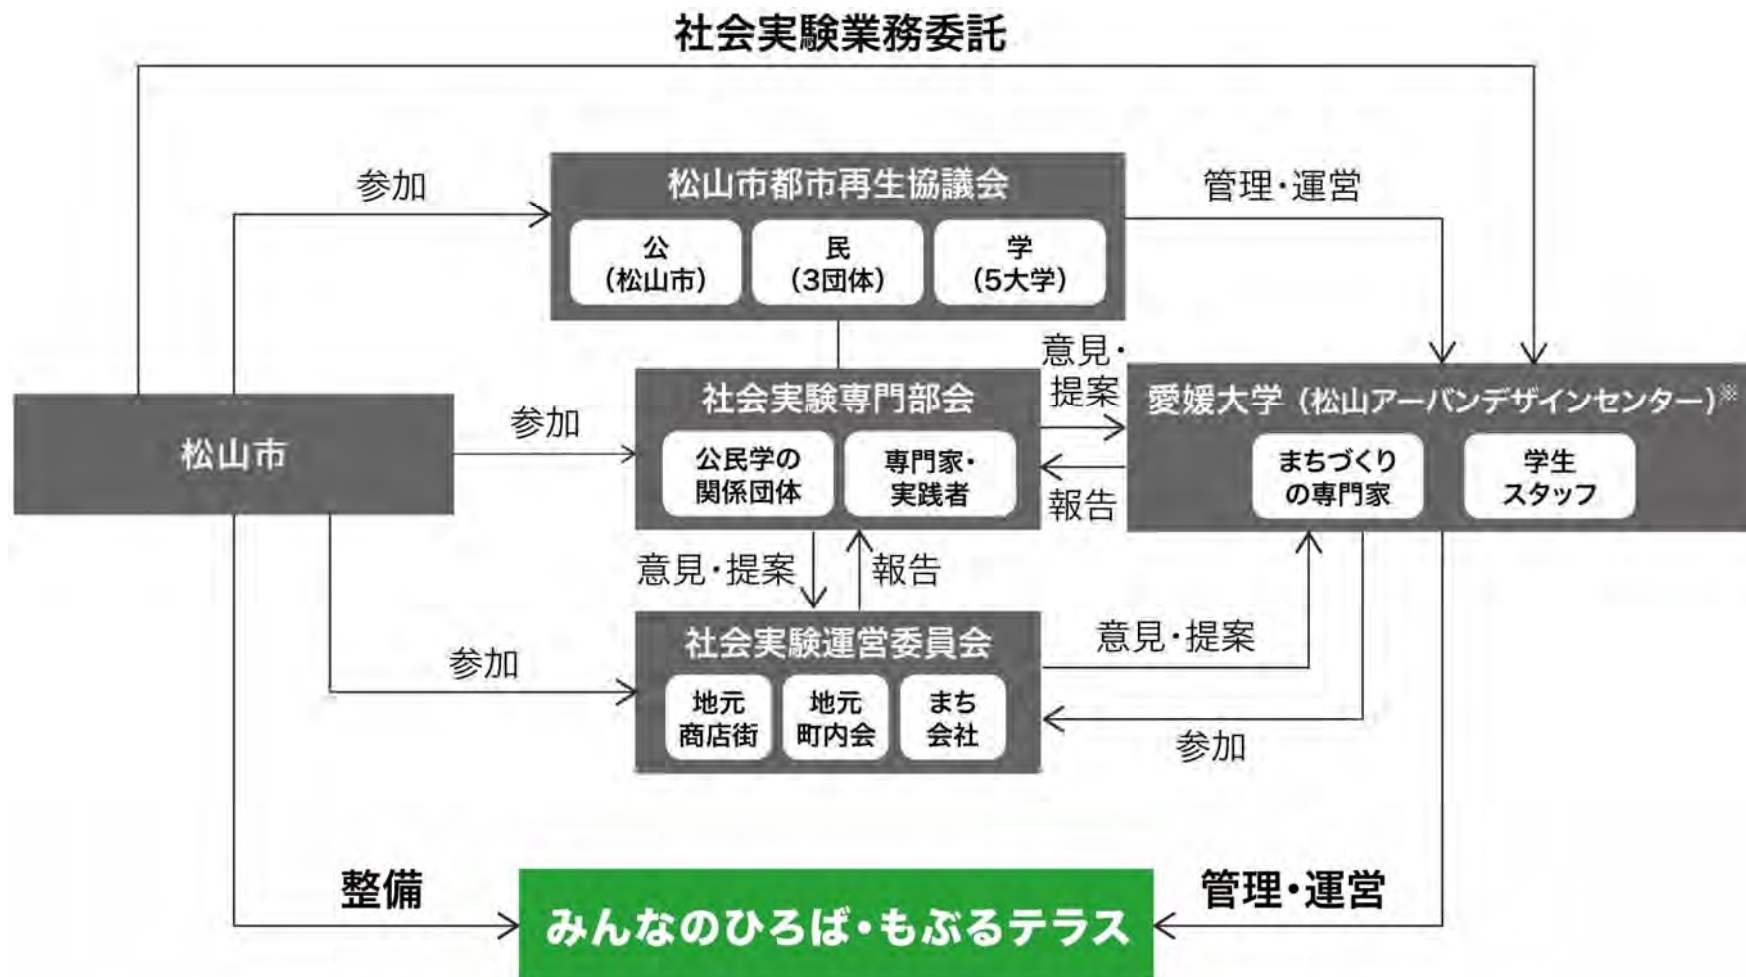 社会実験業務委託
参加
松山市都市再生協議会
公
(松山市)
民
(3団体)
学
(5大学)
管理・運営
松山市
参加
社会実験専門部会
公民学の
関係団体
専門家・
実践者
意見・
提案
報告
愛媛大学(松山アーバンデザインセンター)※
まちづくり
の専門家
学生
スタッフ
意見・提案
報告
参加
社会実験運営委員会
地元
商店街
地元
町内会
まち
会社
意見・提案
参加
整備
みんなのひろば・もぶるテラス
管理・運営